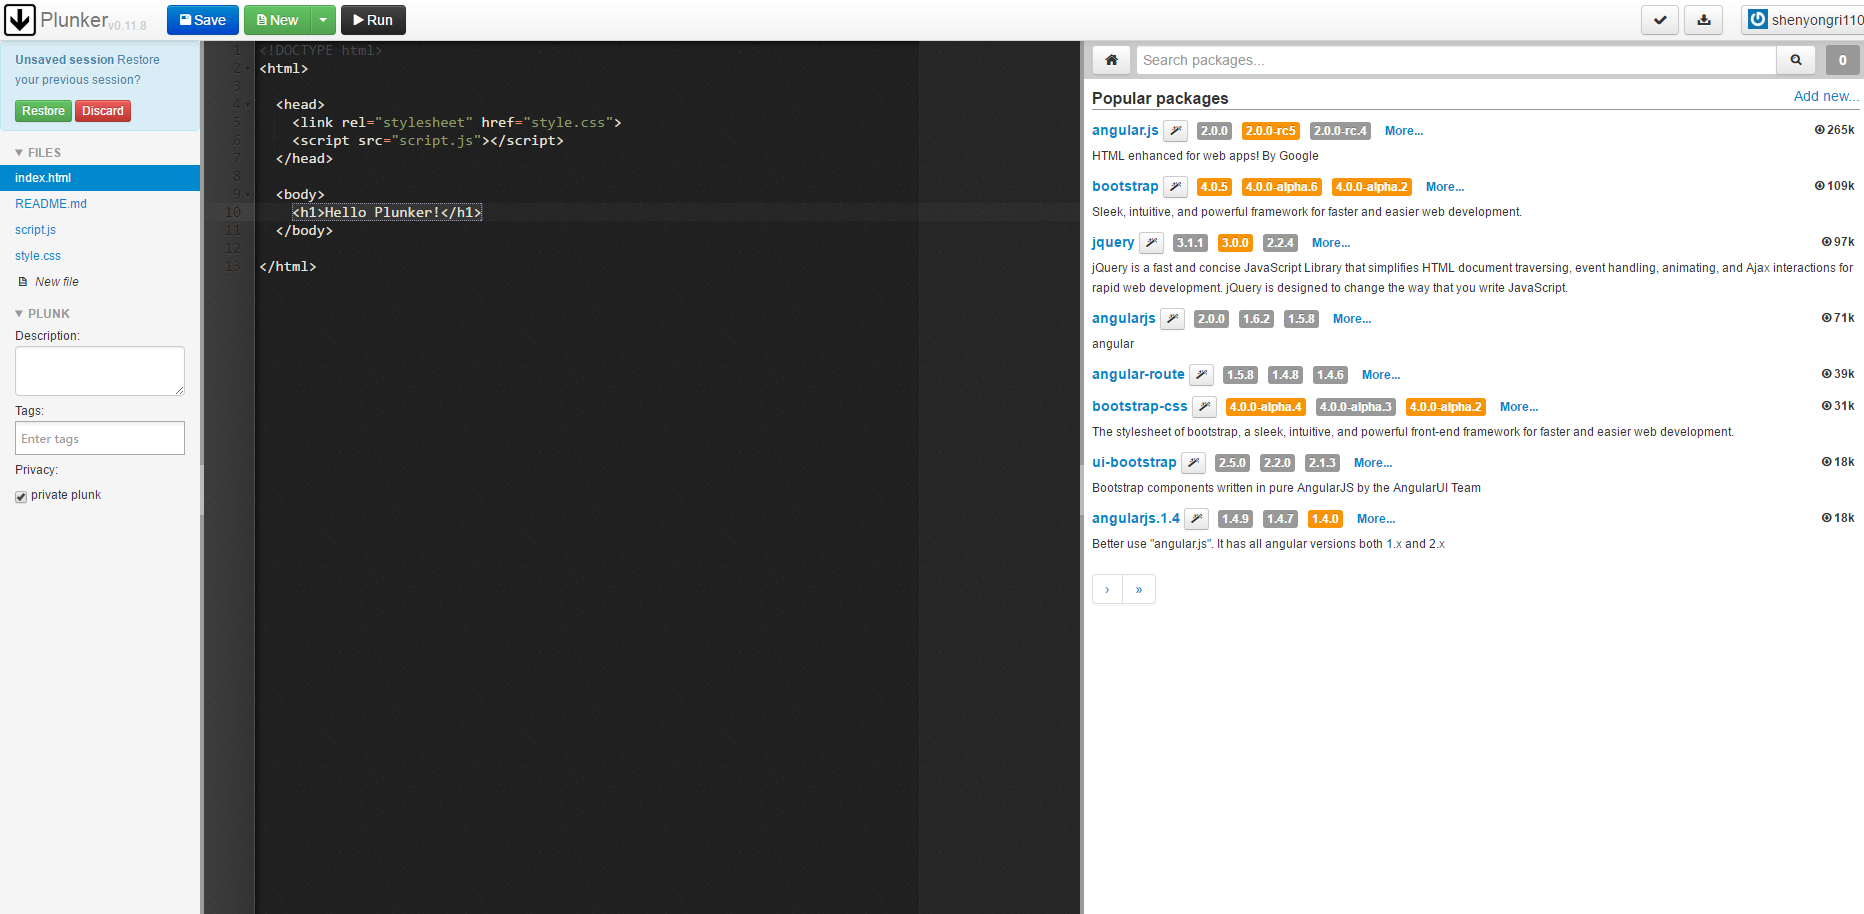 Plunker v0.11.8 Save New Run shenyongri110
Unsaved session Restore
your previous session?
Restore Discard
FILES
index.html
README.md
script.js
style.css
New file
PLUNK
Description:
Tags:
Enter tags
Privacy:
private plunk
1 <!DOCTYPE html>
2 <html>
3
4 <head>
5 <link rel="stylesheet" href="style.css">
6 <script src="script.js"></script>
7 </head>
8
9 <body>
10 <h1>Hello Plunker!</h1>
11 </body>
12
13 </html>
Search packages... 0
Popular packages Add new...
angular.js 2.0.0 2.0.0-rc5 2.0.0-rc.4 More... 265k
HTML enhanced for web apps! By Google
bootstrap 4.0.5 4.0.0-alpha.6 4.0.0-alpha.2 More... 109k
Sleek, intuitive, and powerful framework for faster and easier web development.
jquery 3.1.1 3.0.0 2.2.4 More... 97k
jQuery is a fast and concise JavaScript Library that simplifies HTML document traversing, event handling, animating, and Ajax interactions for
rapid web development. jQuery is designed to change the way that you write JavaScript.
angularjs 2.0.0 1.6.2 1.5.8 More... 71k
angular
angular-route 1.5.8 1.4.8 1.4.6 More... 39k
bootstrap-css 4.0.0-alpha.4 4.0.0-alpha.3 4.0.0-alpha.2 More... 31k
The stylesheet of bootstrap, a sleek, intuitive, and powerful front-end framework for faster and easier web development.
ui-bootstrap 2.5.0 2.2.0 2.1.3 More... 18k
Bootstrap components written in pure AngularJS by the AngularUI Team
angularjs.1.4 1.4.9 1.4.7 1.4.0 More... 18k
Better use "angular.js". It has all angular versions both 1.x and 2.x
› »